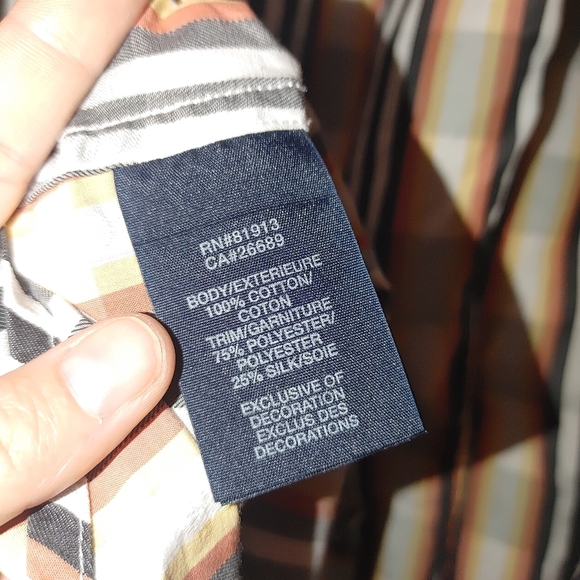 RN#81913
CA#26689
BODY/EXTERIEURE
100% COTTON/
COTON
TRIM/GARNITURE
75% POLYESTER/
POLYESTER
25% SILK/SOIE
EXCLUSIVE OF
DECORATION
EXCLUS DES
DECORATIONS